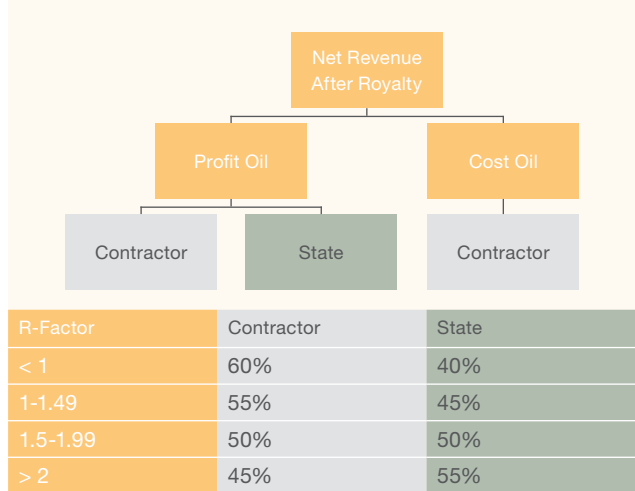 Net Revenue
After Royalty
Profit Oil
Cost Oil
Contractor
State
Contractor
R-Factor Contractor State
< 1 60% 40%
1-1.49 55% 45%
1.5-1.99 50% 50%
> 2 45% 55%